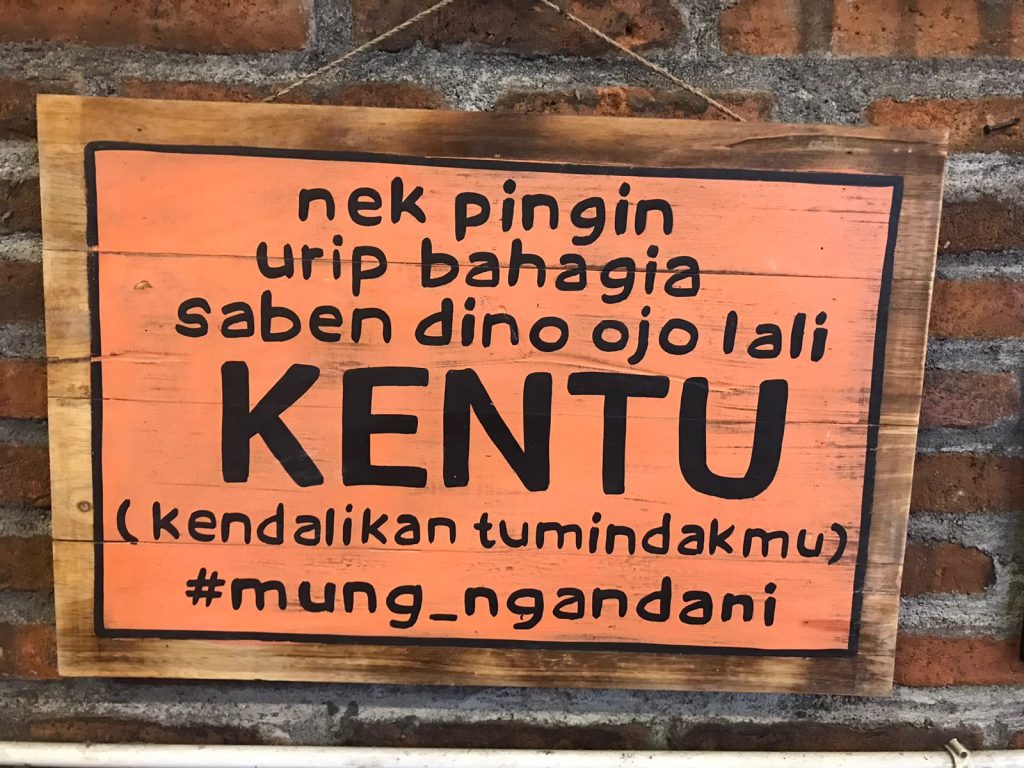 nek pingin
urip bahagia
saben dino ojo lali
KENTU
(kendalikan tumindakmu)
#mung_ngandani